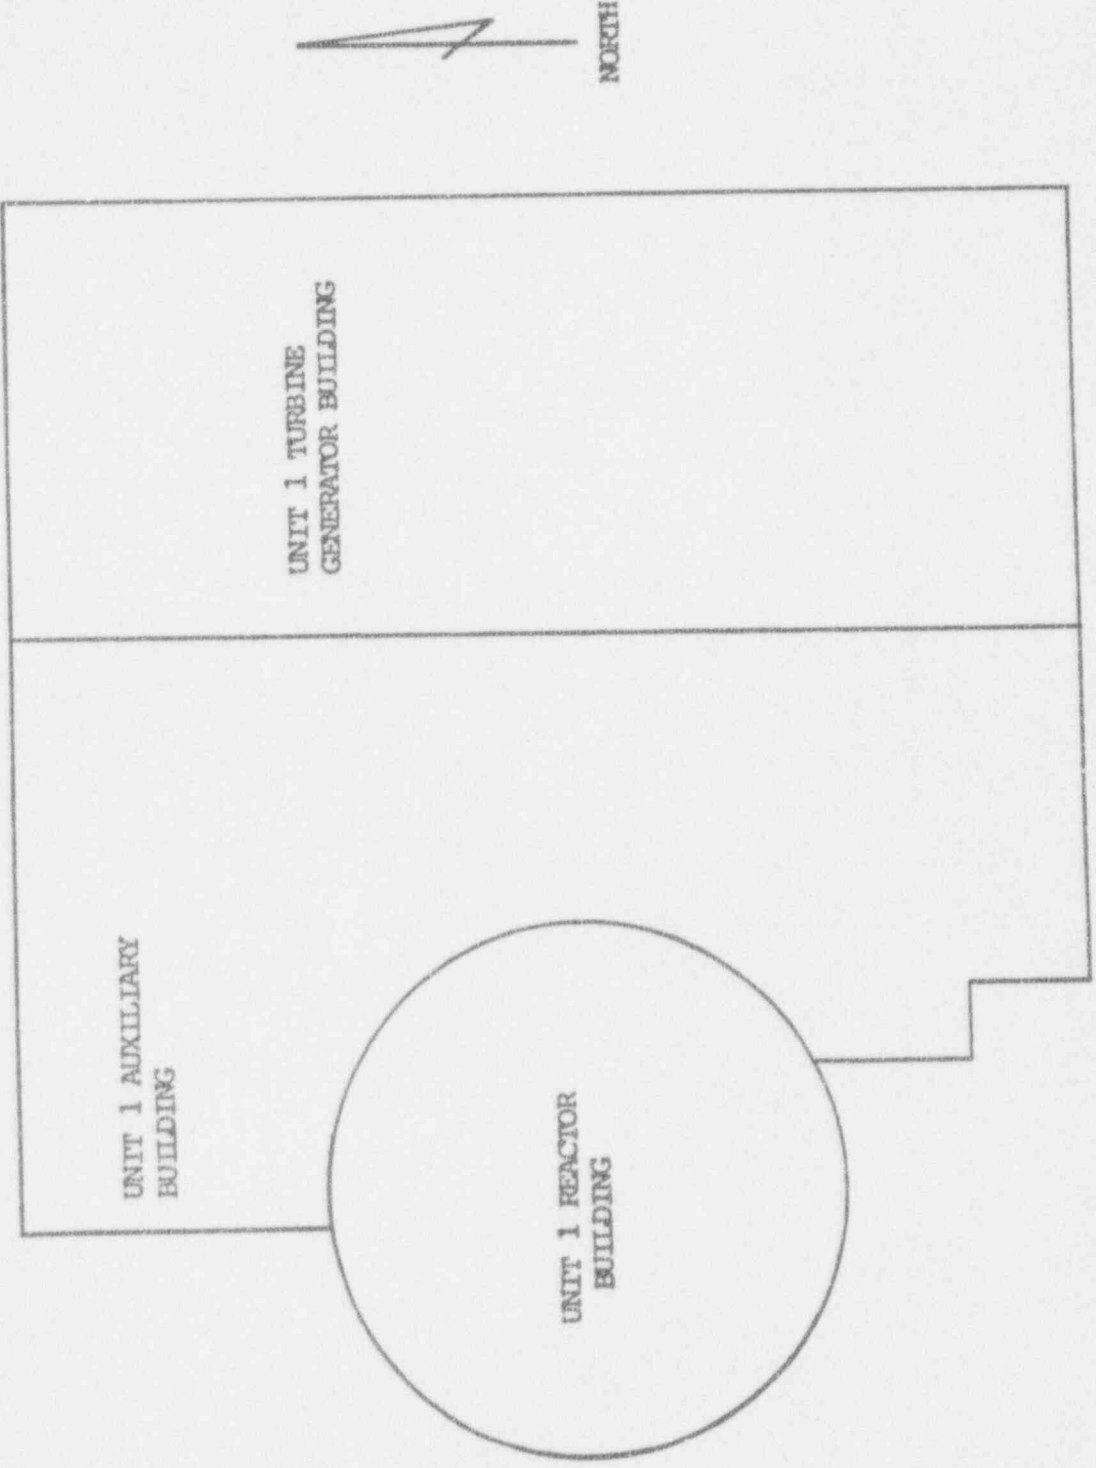 NORTH
UNIT 1 TURBINE
GENERATOR BUILDING
UNIT 1 AUXILIARY
BUILDING
UNIT 1 REACTOR
BUILDING